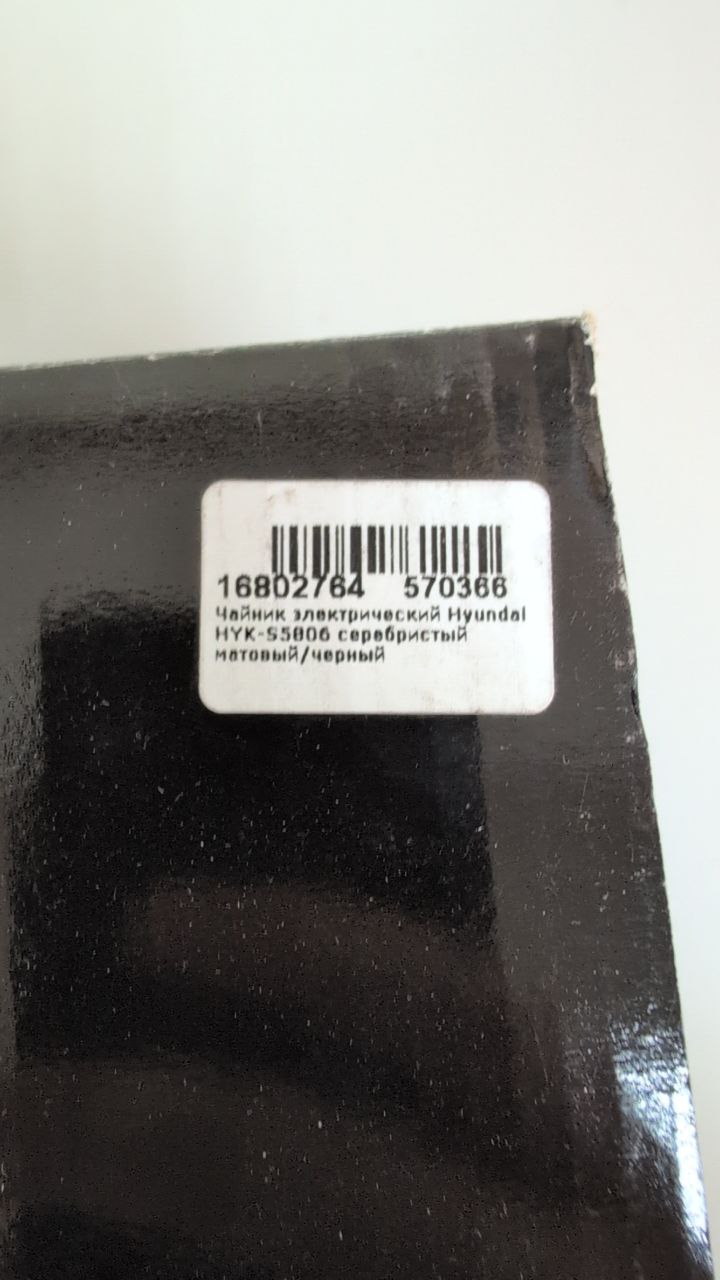 16802764 570366
Чайник электрический Hyundai
HYK-S5806 серебристый
матовый/черный